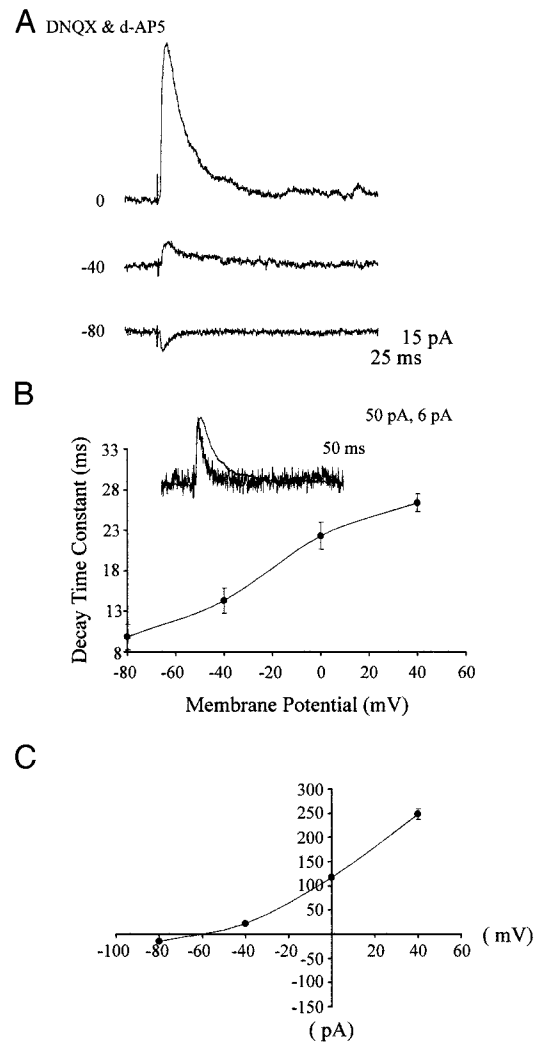 A
DNQX & d-AP5
0
-40
-80
15 pA
25 ms
B
50 pA, 6 pA
50 ms
Decay Time Constant (ms)
33
28
23
18
13
8
-80 -60 -40 -20 0 20 40 60
Membrane Potential (mV)
C
300
250
200
150
100
50
-100 -80 -60 -40 -20 0 20 40 60
( mV)
-50
-100
-150
( pA)